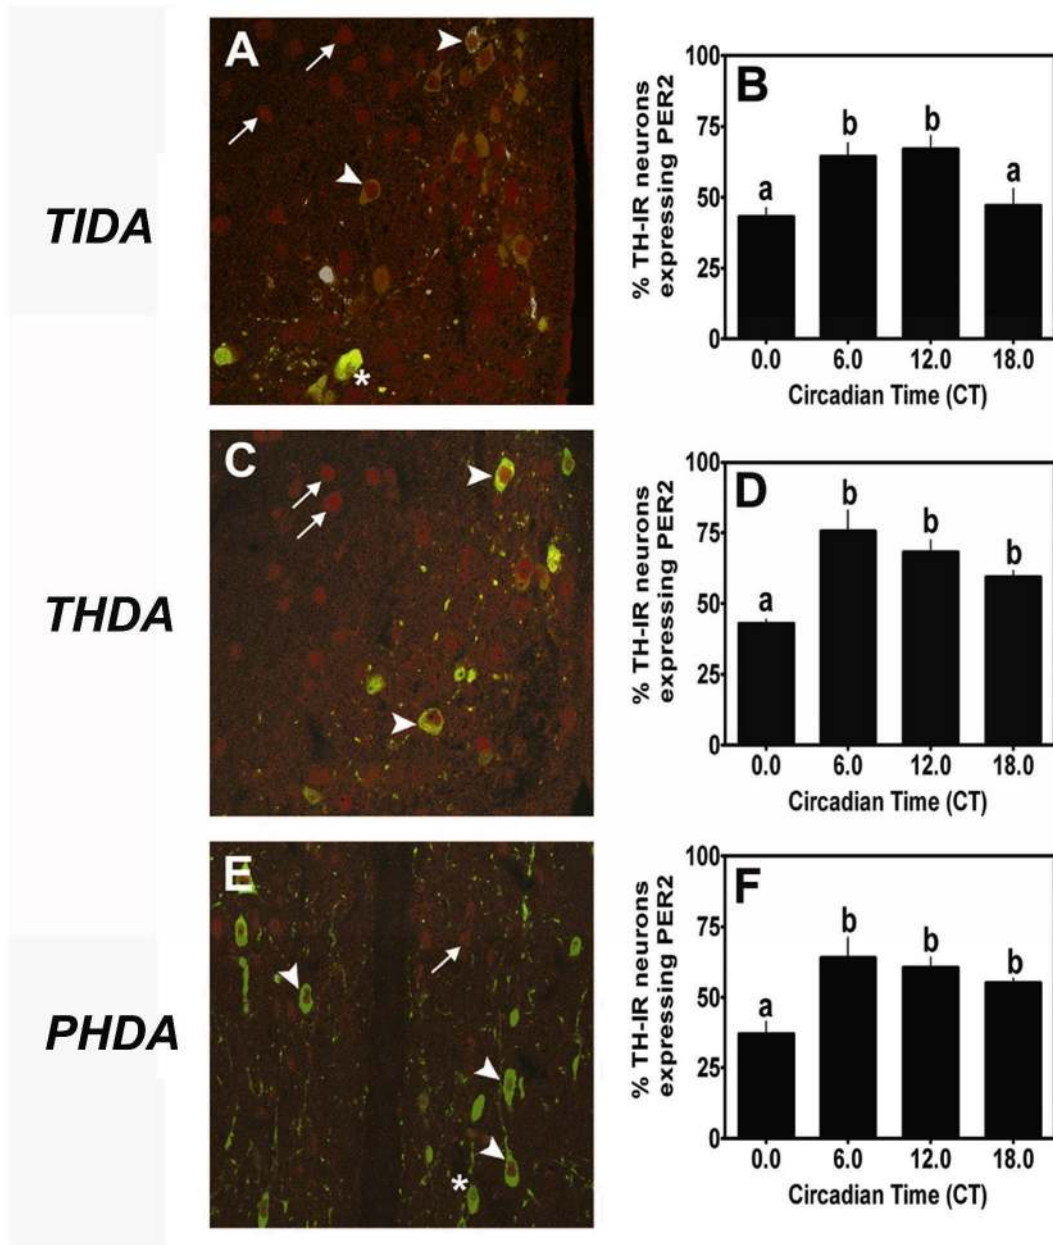 TIDA
A
*
B
% TH-IR neurons
expressing PER2
100
75
50
25
0
a
b
b
a
0.0 6.0 12.0 18.0
Circadian Time (CT)
THDA
C
D
% TH-IR neurons
expressing PER2
100
75
50
25
0
a
b
b
b
0.0 6.0 12.0 18.0
Circadian Time (CT)
PHDA
E
*
F
% TH-IR neurons
expressing PER2
100
75
50
25
0
a
b
b
b
0.0 6.0 12.0 18.0
Circadian Time (CT)